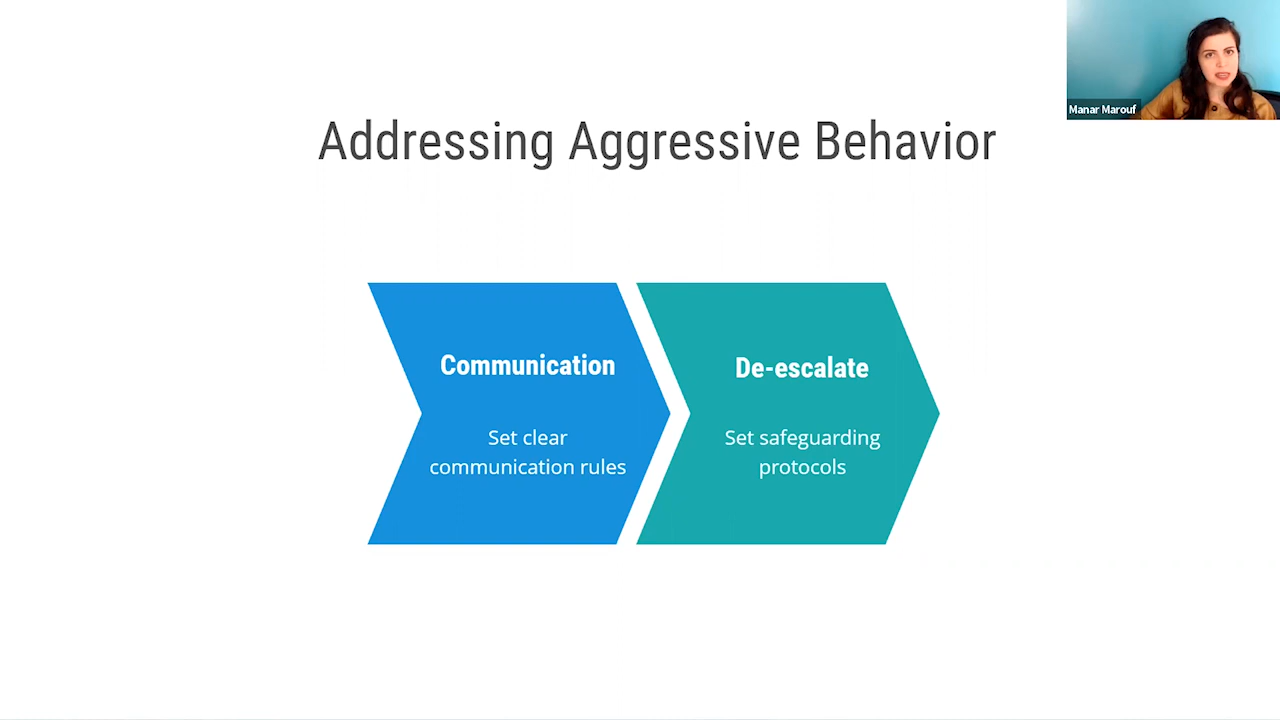 Manar Marouf
Addressing Aggressive Behavior
Communication
Set clear
communication rules
De-escalate
Set safeguarding
protocols